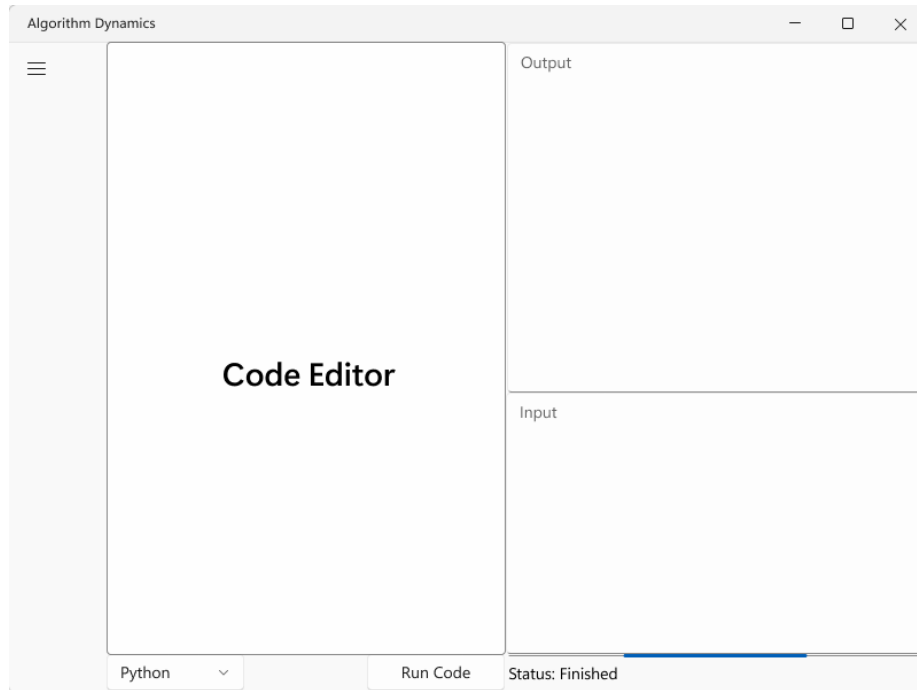 Algorithm Dynamics
Output
Code Editor
Input
Python
Run Code
Status: Finished